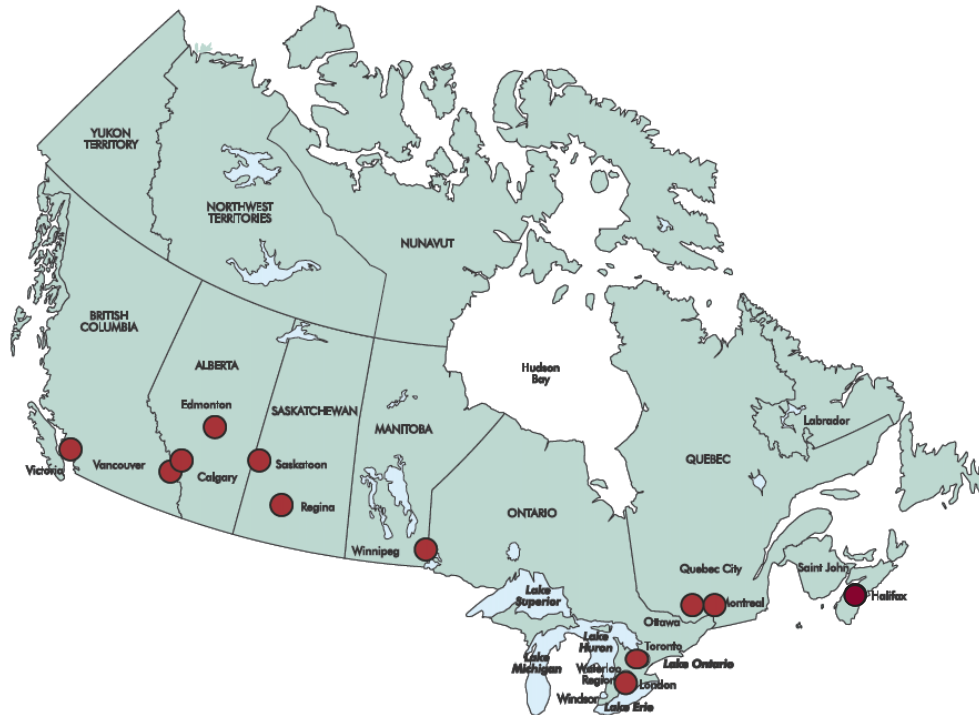 YUKON
TERRITORY
NORTHWEST
TERRITORIES
NUNAVUT
BRITISH
COLUMBIA
Hudson
Bay
ALBERTA
Edmonton
SASKATCHEWAN
MANITOBA
Labrador
QUEBEC
Victoria
Vancouver
Calgary
Saskatoon
Regina
ONTARIO
Winnipeg
Quebec City
Saint John
Lake
Superior
Montreal
Halifax
Ottawa
Lake
Huron
Toronto
Lake
Michigan
Lake Ontario
Waterloo
Region
London
Windsor
Lake Erie